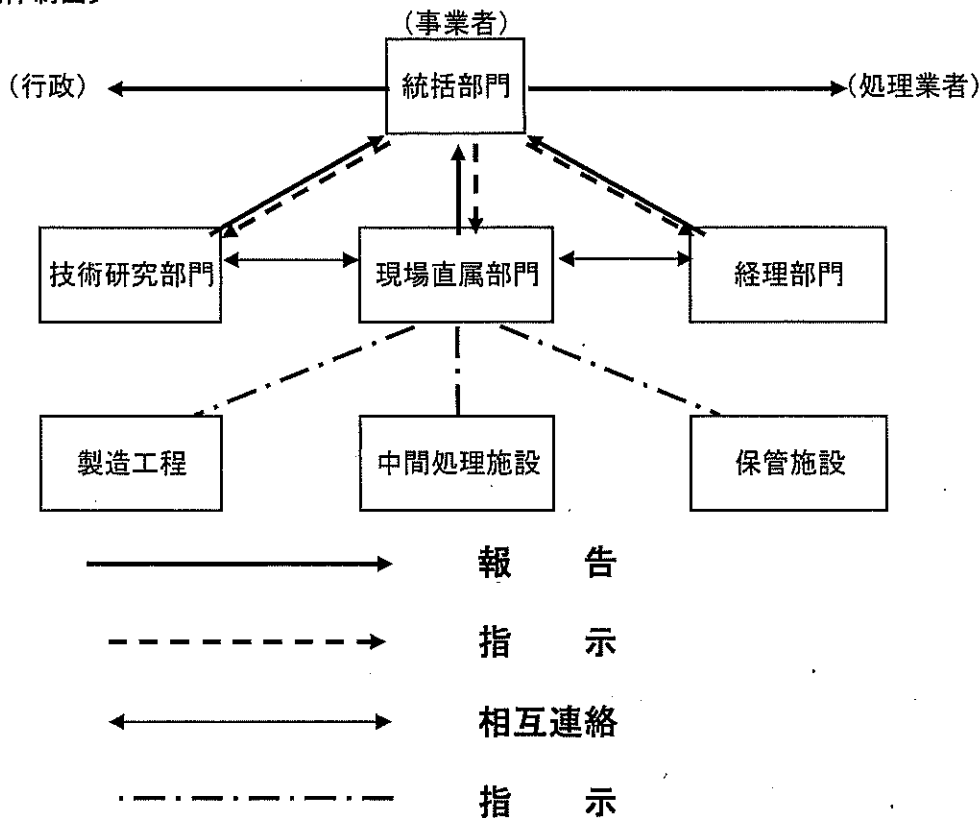 (事業者)
(行政)
統括部門
(処理業者)
技術研究部門
現場直属部門
経理部門
製造工程
中間処理施設
保管施設
報 告
指 示
相互連絡
指 示